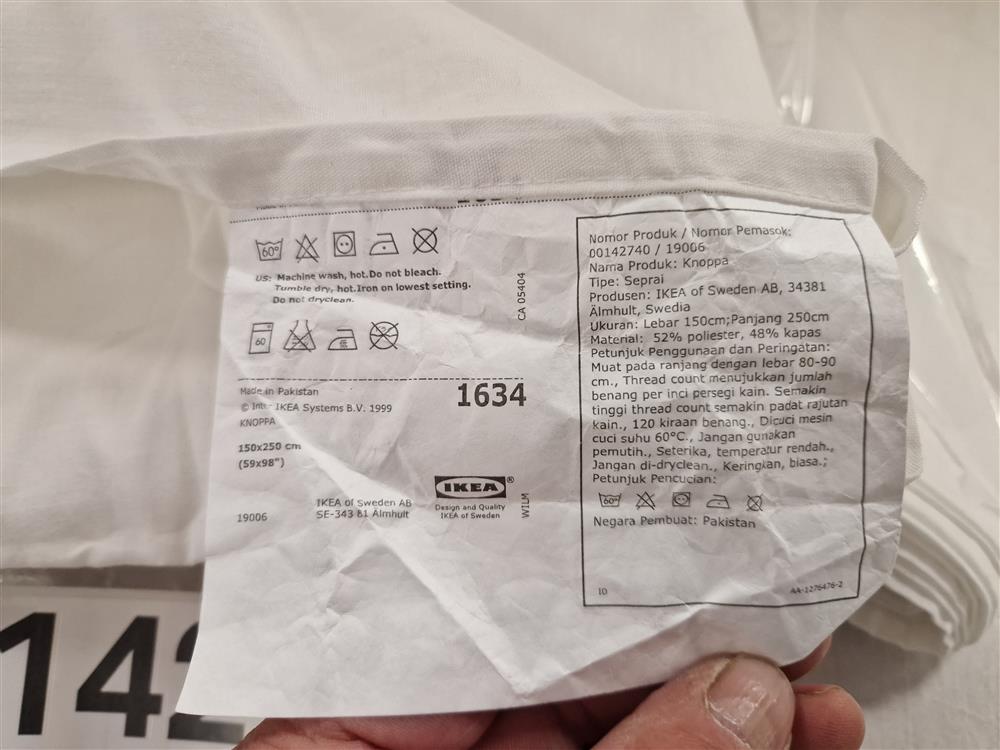 60°
US: Machine wash, hot.Do not bleach.
Tumble dry, hot.Iron on lowest setting.
Do not dryclean.
CA 05404
60
Made in Pakistan
© Inter IKEA Systems B.V. 1999
KNOPPA
1634
150x250 cm
(59x98")
19006
IKEA of Sweden AB
SE-343 81 Älmhult
IKEA®
Design and Quality
IKEA of Sweden
WILM
Nomor Produk / Nomor Pemasok:
00142740 / 19006
Nama Produk: Knoppa
Tipe: Seprai
Produsen: IKEA of Sweden AB, 34381
Älmhult, Swedia
Ukuran: Lebar 150cm;Panjang 250cm
Material: 52% poliester, 48% kapas
Petunjuk Penggunaan dan Peringatan:
Muat pada ranjang dengan lebar 80-90
cm., Thread count menujukkan jumlah
benang per inci persegi kain. Semakin
tinggi thread count semakin padat rajutan
kain., 120 kiraan benang., Dicuci mesin
cuci suhu 60°C., Jangan gunakan
pemutih., Seterika, temperatur rendah.,
Jangan di-dryclean., Keringkan, biasa.;
Petunjuk Pencucian:
60°
Negara Pembuat: Pakistan
ID
AA-1276476-2
142